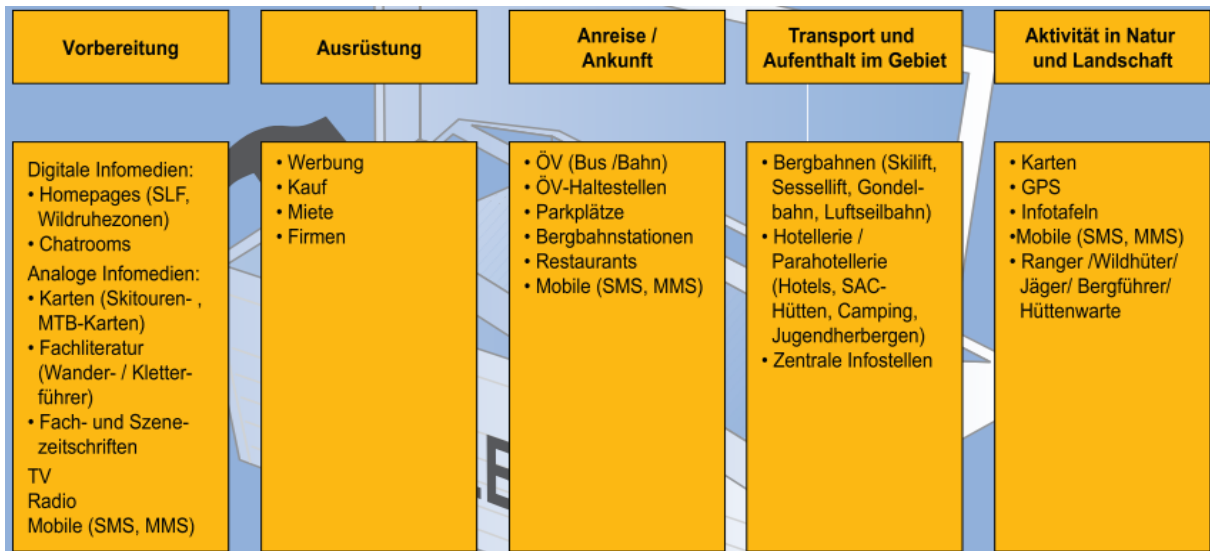 Vorbereitung
Ausrüstung
Anreise /
Ankunft
Transport und
Aufenthalt im Gebiet
Aktivität in Natur
und Landschaft
Digitale Infomedien:
• Homepages (SLF,
Wildruhezonen)
• Chatrooms
Analoge Infomedien:
• Karten (Skitouren- ,
MTB-Karten)
• Fachliteratur
(Wander- / Kletter-
führer)
• Fach- und Szene-
zeitschriften
TV
Radio
Mobile (SMS, MMS)
• Werbung
• Kauf
• Miete
• Firmen
• ÖV (Bus /Bahn)
• ÖV-Haltestellen
• Parkplätze
• Bergbahnstationen
• Restaurants
• Mobile (SMS, MMS)
• Bergbahnen (Skilift,
Sessellift, Gondel-
bahn, Luftseilbahn)
• Hotellerie /
Parahotellerie
(Hotels, SAC-
Hütten, Camping,
Jugendherbergen)
• Zentrale Infostellen
• Karten
• GPS
• Infotafeln
•Mobile (SMS, MMS)
• Ranger /Wildhüter/
Jäger/ Bergführer/
Hüttenwarte